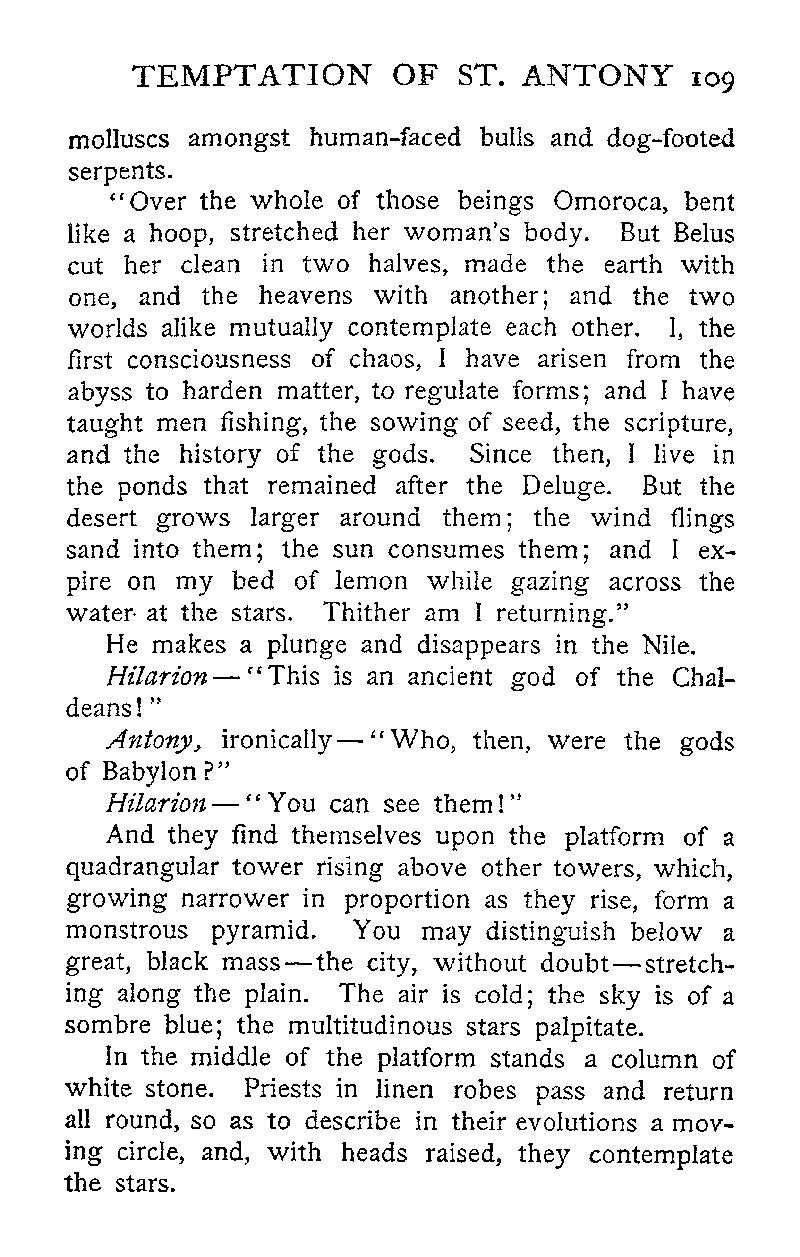 TEMPTATION OF ST. ANTONY 109
molluscs amongst human-faced bulls and dog-footed
serpents.
"Over the whole of those beings Omoroca, bent
like a hoop, stretched her woman's body. But Belus
cut her clean in two halves, made the earth with
one, and the heavens with another; and the two
worlds alike mutually contemplate each other. I, the
first consciousness of chaos, I have arisen from the
abyss to harden matter, to regulate forms; and I have
taught men fishing, the sowing of seed, the scripture,
and the history of the gods. Since then, I live in
the ponds that remained after the Deluge. But the
desert grows larger around them; the wind flings
sand into them; the sun consumes them; and I ex-
pire on my bed of lemon while gazing across the
water at the stars. Thither am I returning."
He makes a plunge and disappears in the Nile.
Hilarion—"This is an ancient god of the Chal-
deans!"
Antony, ironically—"Who, then, were the gods
of Babylon?"
Hilarion—"You can see them!"
And they find themselves upon the platform of a
quadrangular tower rising above other towers, which,
growing narrower in proportion as they rise, form a
monstrous pyramid. You may distinguish below a
great, black mass—the city, without doubt—stretch-
ing along the plain. The air is cold; the sky is of a
sombre blue; the multitudinous stars palpitate.
In the middle of the platform stands a column of
white stone. Priests in linen robes pass and return
all round, so as to describe in their evolutions a mov-
ing circle, and, with heads raised, they contemplate
the stars.